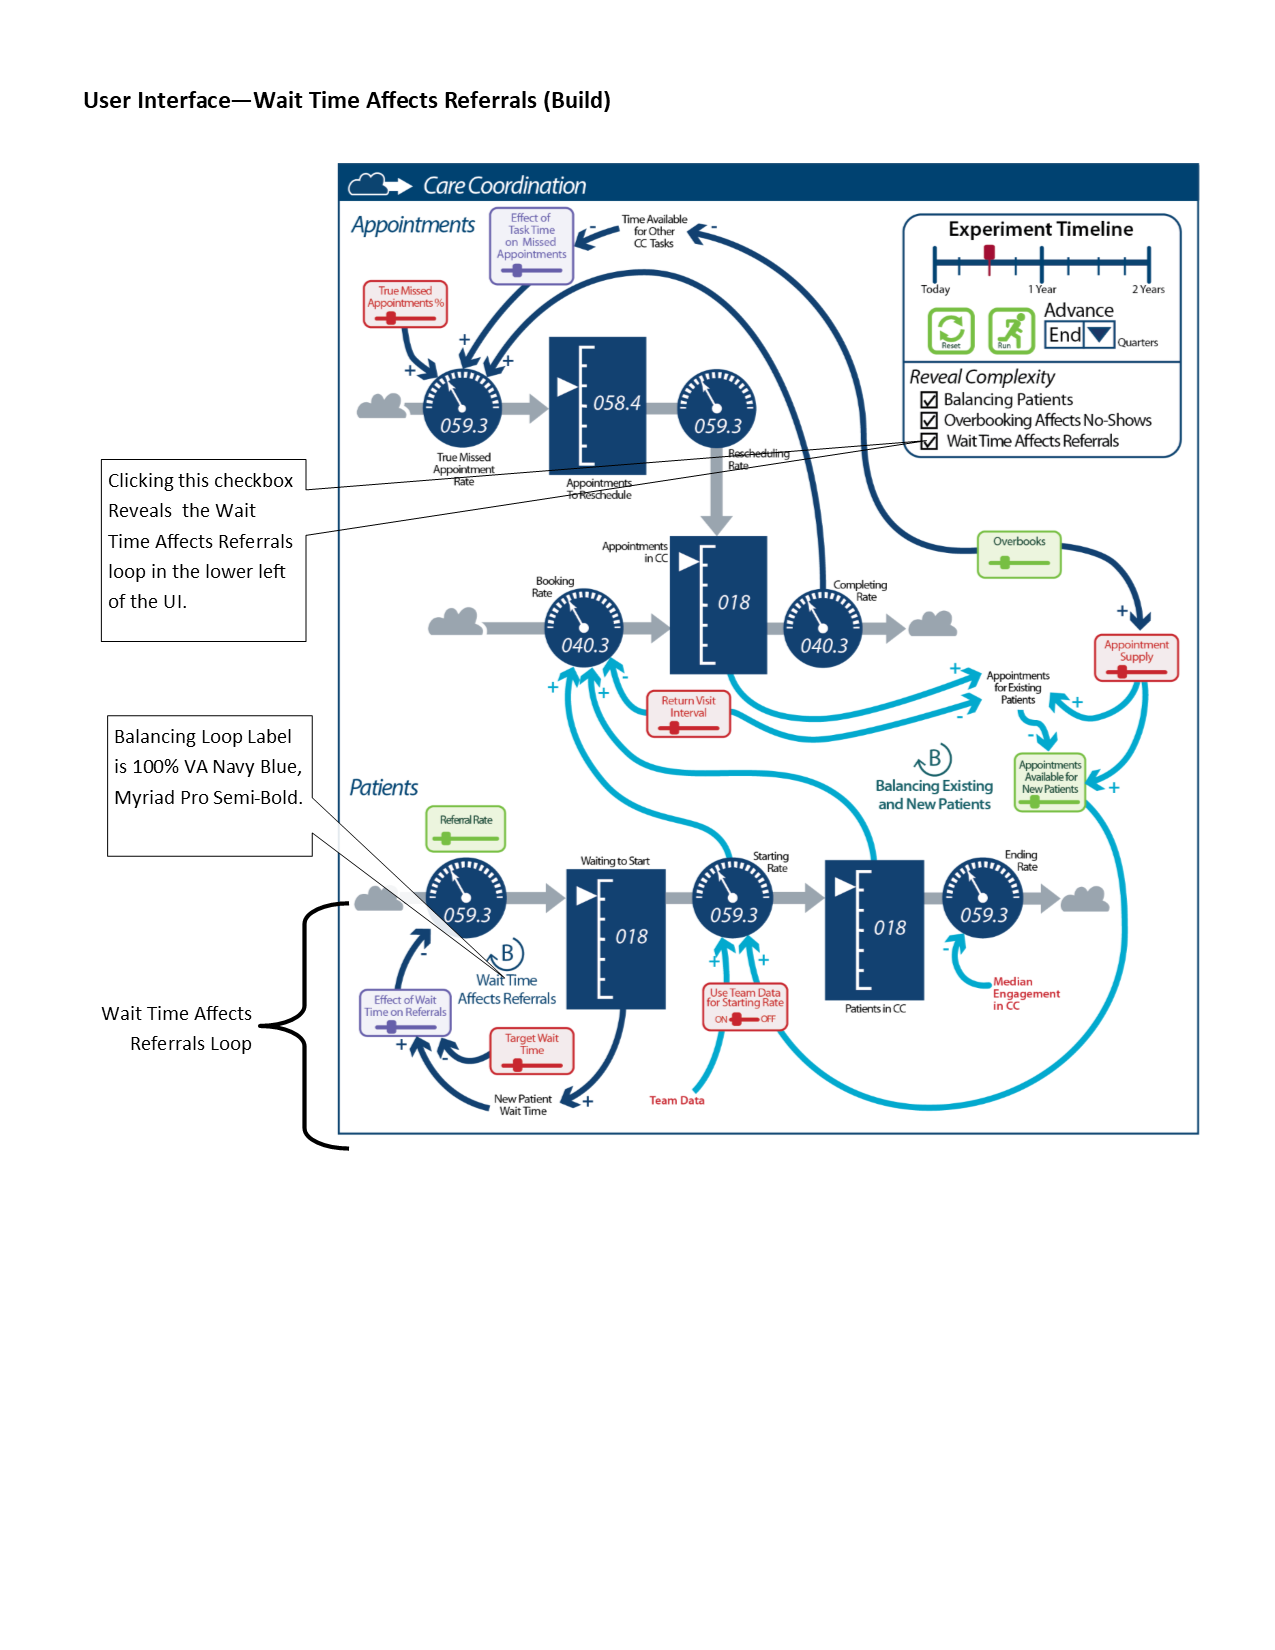 User Interface—Wait Time Affects Referrals (Build)
Care Coordination
Appointments
Effect of
Task Time
on Missed
Appointments
Time Available
for Other
CC Tasks
-
-
Experiment Timeline
Today
1 Year
2 Years
Reset
Run
Advance
End
Quarters
Reveal Complexity
Balancing Patients
Overbooking Affects No-Shows
Wait Time Affects Referrals
True Missed
Appointments %
+
+
+
059.3
True Missed
Appointment
Rate
058.4
Appointments
To Reschedule
059.3
Rescheduling
Rate
Clicking this checkbox
Reveals the Wait
Time Affects Referrals
loop in the lower left
of the UI.
Appointments
in CC
018
Booking
Rate
040.3
Completing
Rate
040.3
Overbooks
+
Appointment
Supply
+
+
-
Return Visit
Interval
+
-
Appointments
for Existing
Patients
+
-
Appointments
Available for
New Patients
+
B
Balancing Existing
and New Patients
Balancing Loop Label
is 100% VA Navy Blue,
Myriad Pro Semi-Bold.
Patients
Referral Rate
059.3
Waiting to Start
018
Starting
Rate
059.3
018
Patients in CC
Ending
Rate
059.3
-
B
Wait Time
Affects Referrals
+
+
-
Median
Engagement
in CC
Effect of Wait
Time on Referrals
Use Team Data
for Starting Rate
ON
OFF
Wait Time Affects
Referrals Loop
+
-
Target Wait
Time
New Patient
Wait Time
+
Team Data